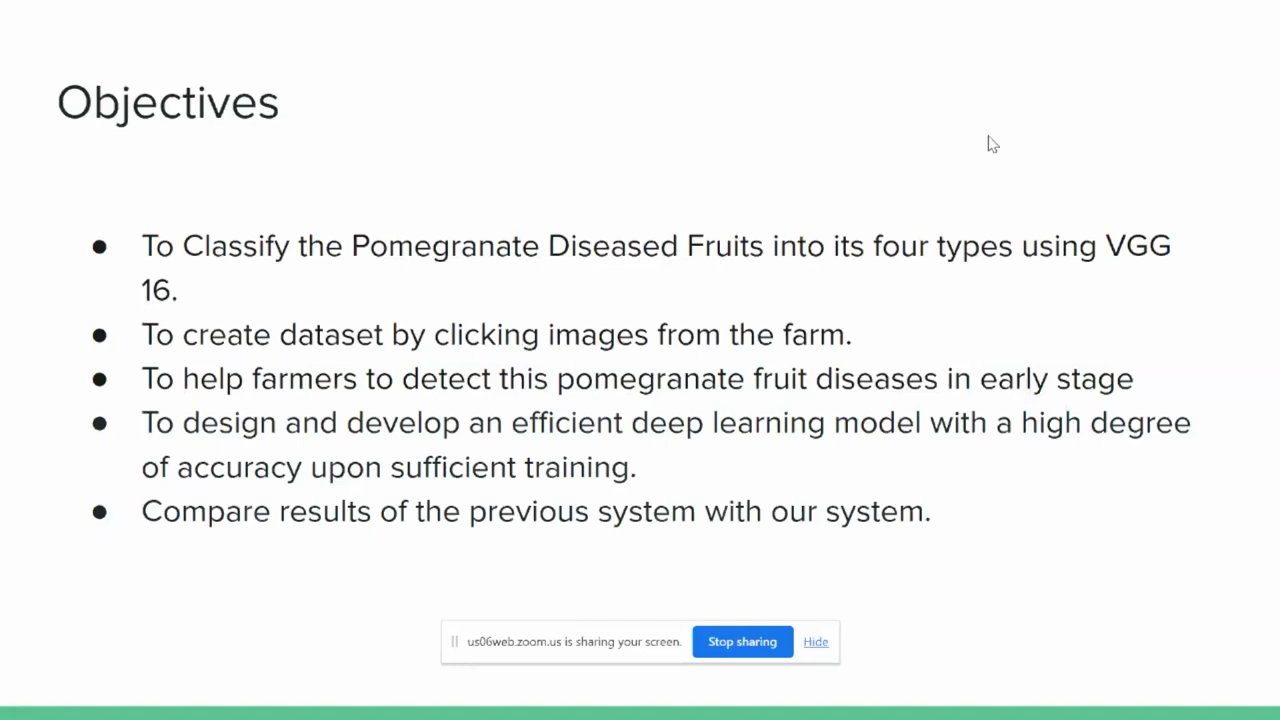 Objectives
● To Classify the Pomegranate Diseased Fruits into its four types using VGG
16.
● To create dataset by clicking images from the farm.
● To help farmers to detect this pomegranate fruit diseases in early stage
● To design and develop an efficient deep learning model with a high degree
of accuracy upon sufficient training.
● Compare results of the previous system with our system.
us06web.zoom.us is sharing your screen. Stop sharing Hide